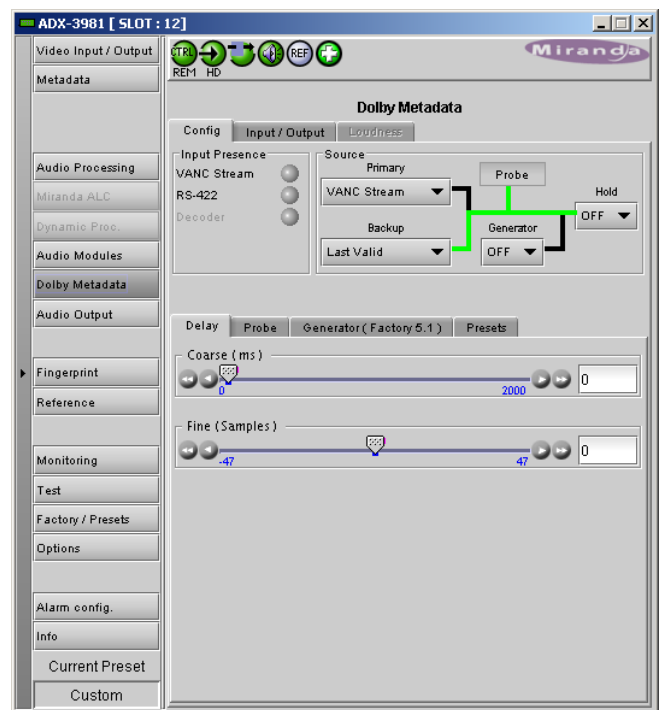 ADX-3981 [ SLOT : 12]
Video Input / Output
Metadata
Audio Processing
Miranda ALC
Dynamic Proc.
Audio Modules
Dolby Metadata
Audio Output
Fingerprint
Reference
Monitoring
Test
Factory / Presets
Options
Alarm config.
Info
Current Preset
Custom
CTRL
REF
REM HD
Miranda
Dolby Metadata
Config Input / Output Loudness
Input Presence
VANC Stream
RS-422
Decoder
Source
Primary
VANC Stream
Backup
Last Valid
Probe
Generator
OFF
Hold
OFF
Delay Probe Generator ( Factory 5.1 ) Presets
Coarse ( ms )
0 2000 0
Fine ( Samples )
-47 47 0